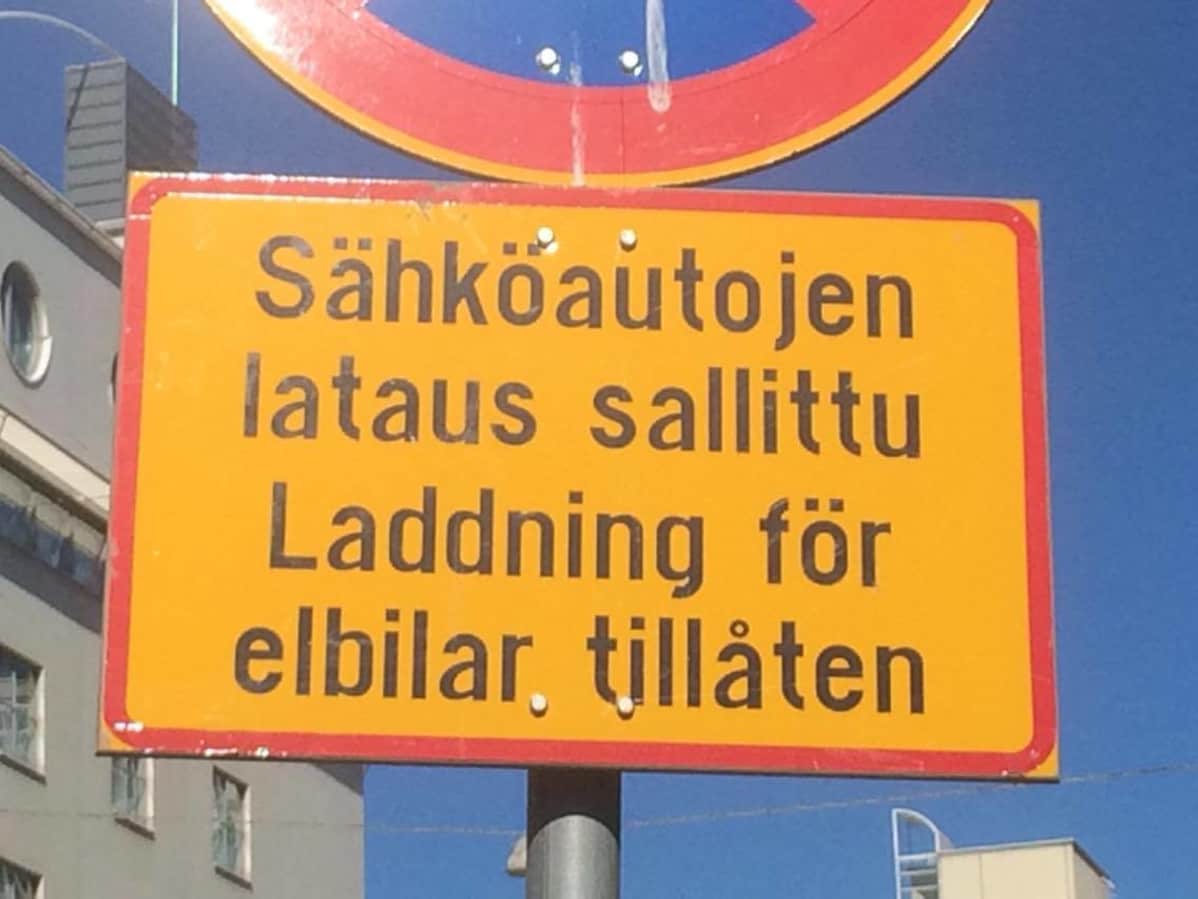 Sähköautojen
lataus sallittu
Laddning för
elbilar tillåten